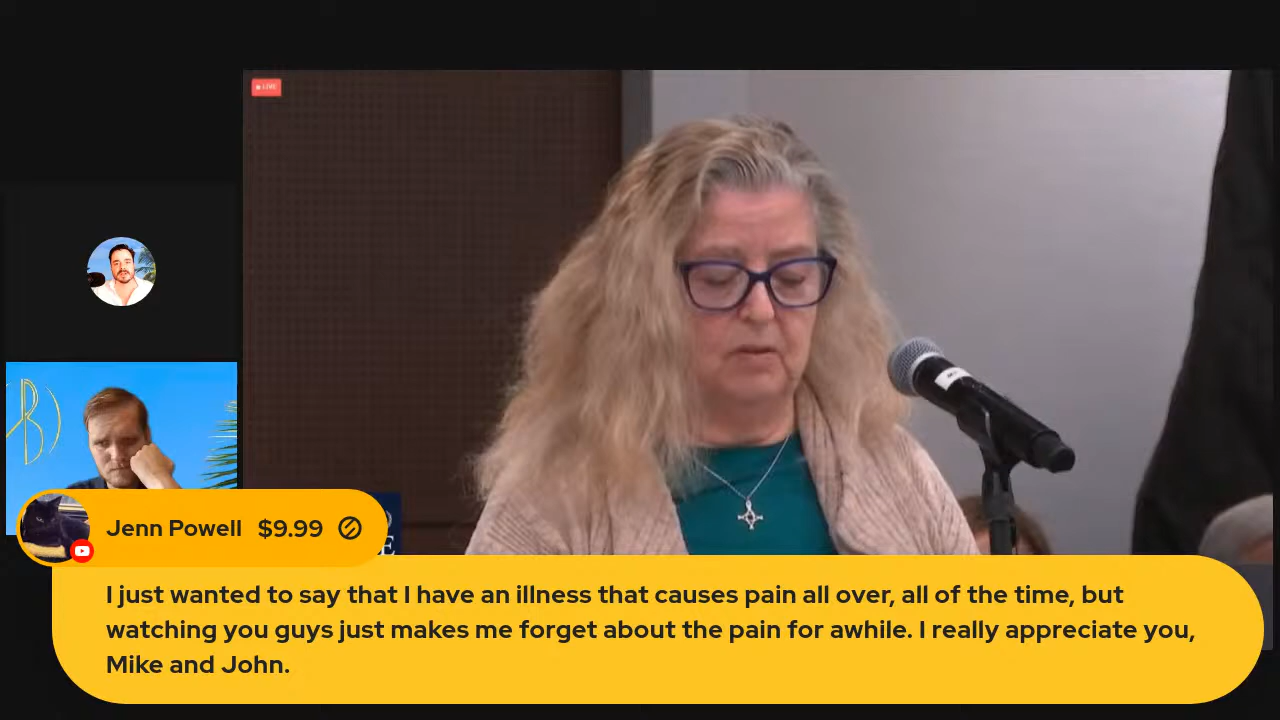 LIVE
Jenn Powell $9.99
I just wanted to say that I have an illness that causes pain all over, all of the time, but
watching you guys just makes me forget about the pain for awhile. I really appreciate you,
Mike and John.